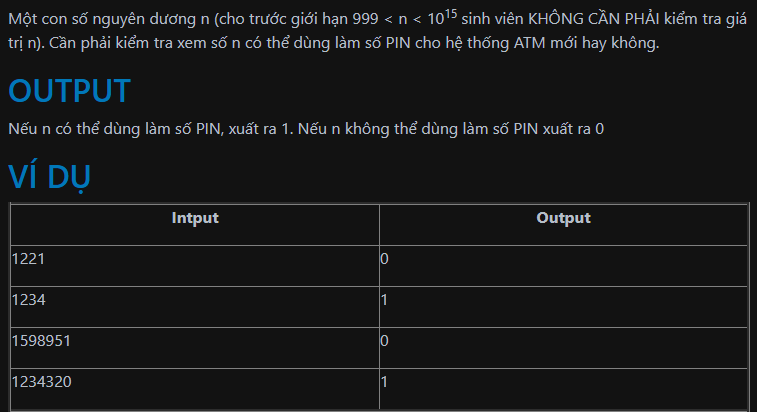 Một con số nguyên dương n (cho trước giới hạn 999 < n < 10¹⁵ sinh viên KHÔNG CẦN PHẢI kiểm tra giá
trị n). Cần phải kiểm tra xem số n có thể dùng làm số PIN cho hệ thống ATM mới hay không.
OUTPUT
Nếu n có thể dùng làm số PIN, xuất ra 1. Nếu n không thể dùng làm số PIN xuất ra 0
VÍ DỤ
Intput Output
1221 0
1234 1
1598951 0
1234320 1